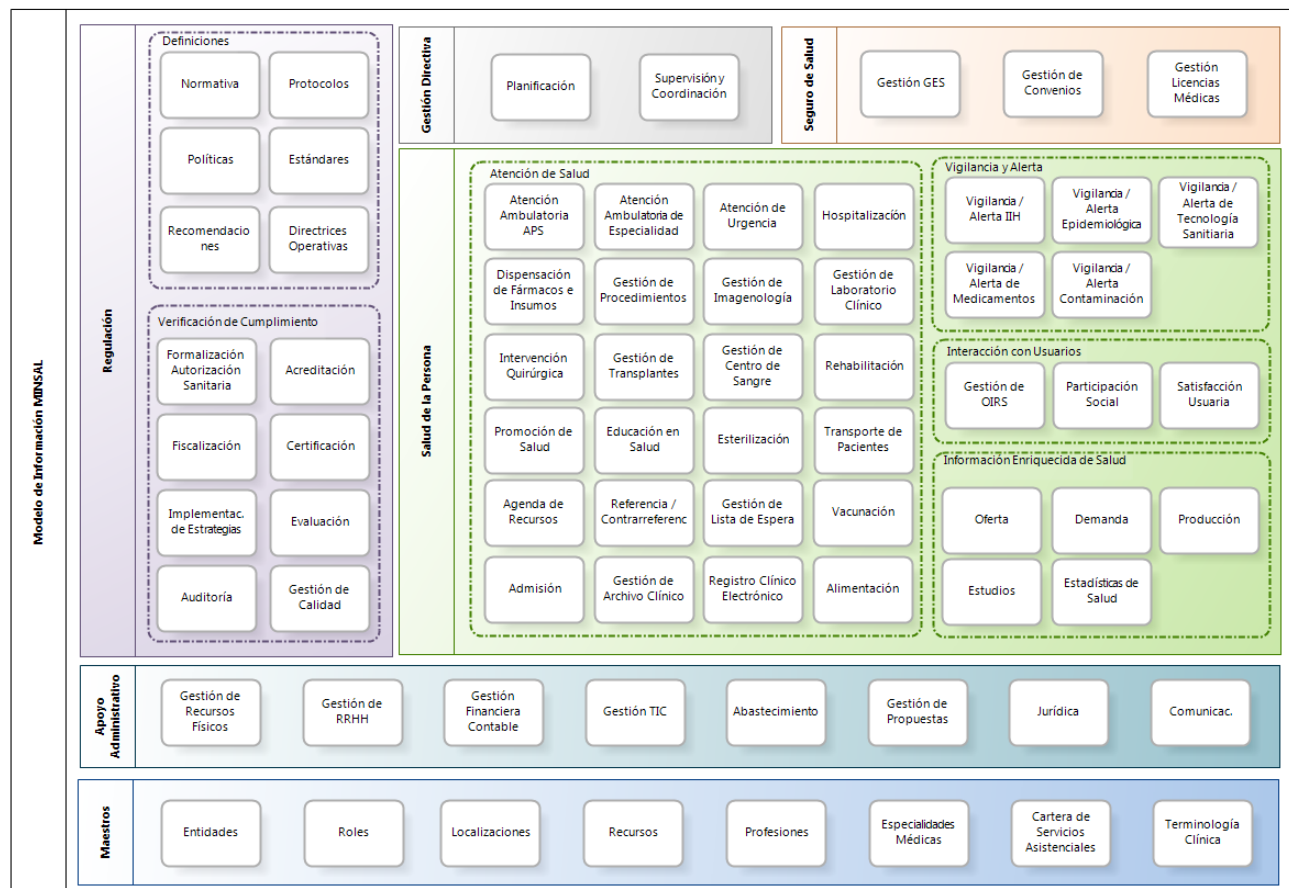 Modelo de Información MINSAL
Regulación
Definiciones
Normativa
Protocolos
Políticas
Estándares
Recomendacio
nes
Directrices
Operativas
Verificación de Cumplimiento
Formalización
Autorización
Sanitaria
Acreditación
Fiscalización
Certificación
Implementac.
de Estrategias
Evaluación
Auditoría
Gestión de
Calidad
Gestión Directiva
Planificación
Supervisión y
Coordinación
Seguro de Salud
Gestión GES
Gestión de
Convenios
Gestión
Licencias
Médicas
Salud de la Persona
Atención de Salud
Atención
Ambulatoria
APS
Atención
Ambulatoria de
Especialidad
Atención de
Urgencia
Hospitalización
Dispensación
de Fármacos e
Insumos
Gestión de
Procedimientos
Gestión de
Imagenología
Gestión de
Laboratorio
Clínico
Intervención
Quirúrgica
Gestión de
Transplantes
Gestión de
Centro de
Sangre
Rehabilitación
Promoción de
Salud
Educación en
Salud
Esterilización
Transporte de
Pacientes
Agenda de
Recursos
Referencia /
Contrarreferenc
Gestión de
Lista de Espera
Vacunación
Admisión
Gestión de
Archivo Clínico
Registro Clínico
Electrónico
Alimentación
Vigilancia y Alerta
Vigilancia /
Alerta IIH
Vigilancia /
Alerta
Epidemiológica
Vigilancia /
Alerta de
Tecnología
Sanitiaria
Vigilancia /
Alerta de
Medicamentos
Vigilancia /
Alerta
Contaminación
Interacción con Usuarios
Gestión de
OIRS
Participación
Social
Satisfacción
Usuaria
Información Enriquecida de Salud
Oferta
Demanda
Producción
Estudios
Estadísticas de
Salud
Apoyo
Administrativo
Gestión de
Recursos
Físicos
Gestión de
RRHH
Gestión
Financiera
Contable
Gestión TIC
Abastecimiento
Gestión de
Propuestas
Jurídica
Comunicac.
Maestros
Entidades
Roles
Localizaciones
Recursos
Profesiones
Especialidades
Médicas
Cartera de
Servicios
Asistenciales
Terminología
Clínica